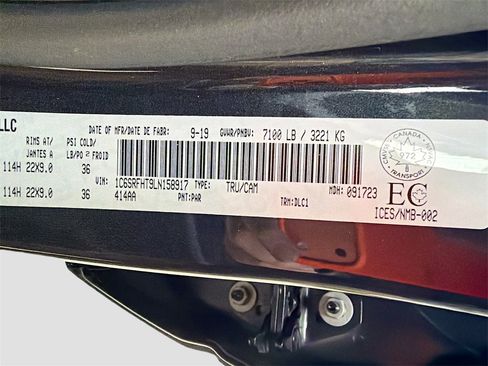 LLC
DATE OF MFR/DATE DE FABR: 9-19 GVWR/PNBV: 7100 LB / 3221 KG
RIMS AT/ PSI COLD/
JANTES A LB/PO 2 FROID
114H 22X9.0 36
VIN: 1C6SRFHT9LN158917 TYPE: TRU/CAM MDH: 091723
414AA PNT: PAR TRM: DLC1
114H 22X9.0 36
CANADA
972
TRANSPORT
EC
ICES/NMB-002